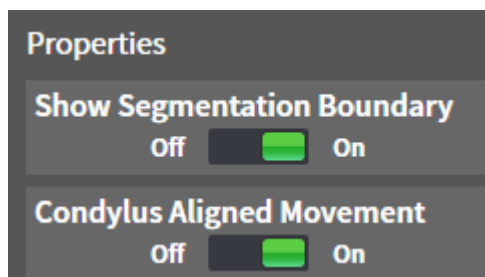 Properties
Show Segmentation Boundary
Off On
Condylus Aligned Movement
Off On